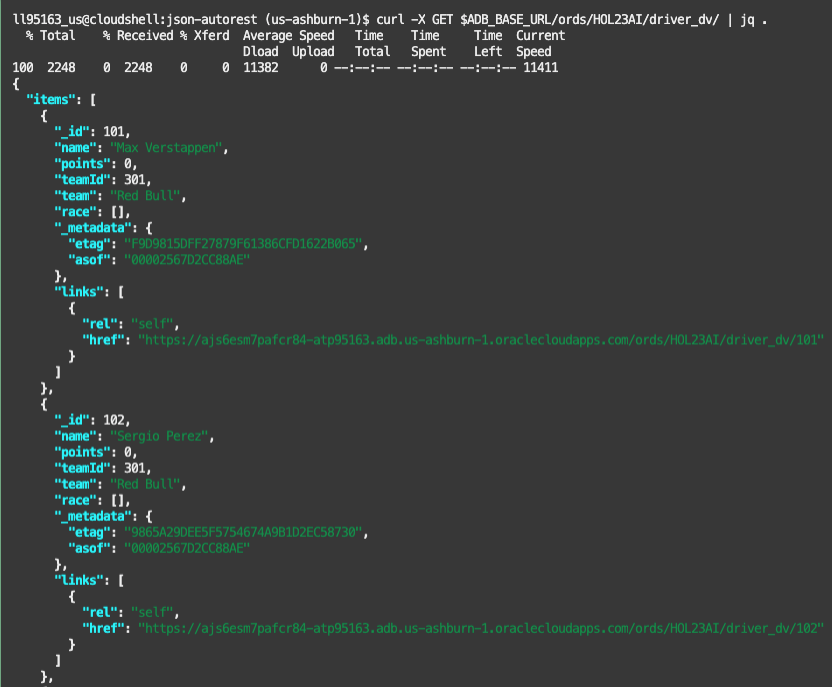 ll95163_us@cloudshell:json-autorest (us-ashburn-1)$ curl -X GET $ADB_BASE_URL/ords/HOL23AI/driver_dv/ | jq .
  % Total    % Received % Xferd  Average Speed   Time    Time     Time  Current
                                 Dload  Upload   Total   Spent    Left  Speed
100  2248    0  2248    0     0  11382      0 --:--:-- --:--:-- --:--:-- 11411
{
  "items": [
    {
      "_id": 101,
      "name": "Max Verstappen",
      "points": 0,
      "teamId": 301,
      "team": "Red Bull",
      "race": [],
      "_metadata": {
        "etag": "F9D9815DFF27879F61386CFD1622B065",
        "asof": "00002567D2CC88AE"
      },
      "links": [
        {
          "rel": "self",
          "href": "https://ajs6esm7pafcr84-atp95163.adb.us-ashburn-1.oraclecloudapps.com/ords/HOL23AI/driver_dv/101"
        }
      ]
    },
    {
      "_id": 102,
      "name": "Sergio Perez",
      "points": 0,
      "teamId": 301,
      "team": "Red Bull",
      "race": [],
      "_metadata": {
        "etag": "9865A29DEE5F5754674A9B1D2EC58730",
        "asof": "00002567D2CC88AE"
      },
      "links": [
        {
          "rel": "self",
          "href": "https://ajs6esm7pafcr84-atp95163.adb.us-ashburn-1.oraclecloudapps.com/ords/HOL23AI/driver_dv/102"
        }
      ]
    },